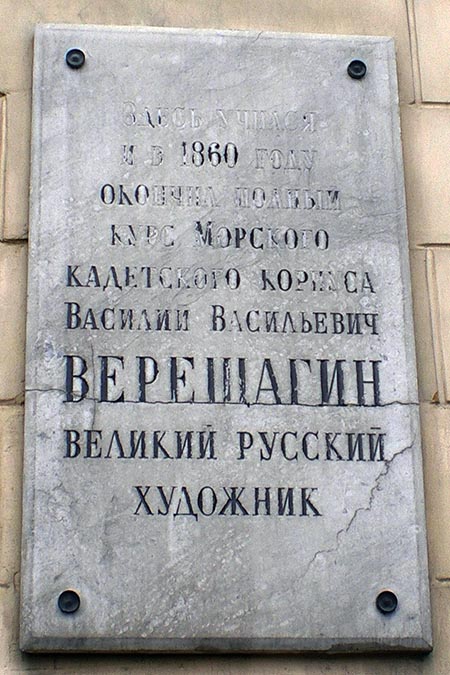 Здесь учился
и в 1860 году
окончил полный
курс Морского
кадетского корпуса
Василий Васильевич
ВЕРЕЩАГИН
великий русский
художник